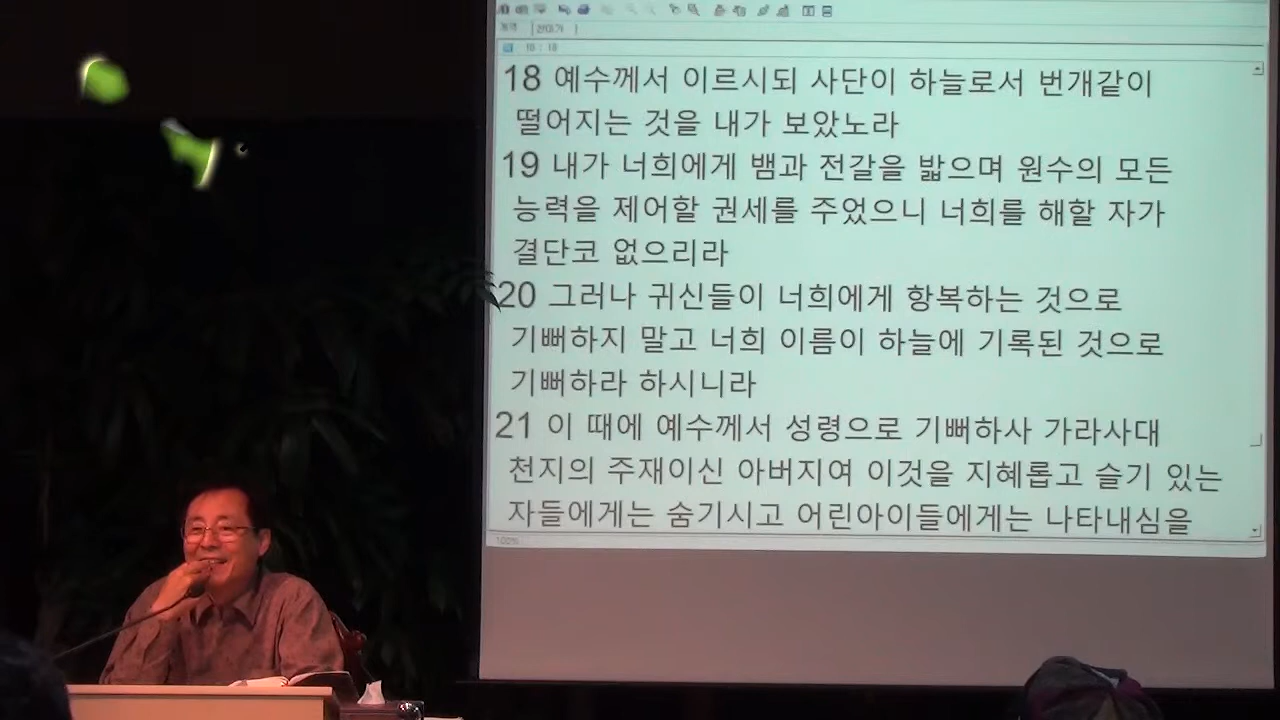 10 : 18
18 예수께서 이르시되 사단이 하늘로서 번개같이
떨어지는 것을 내가 보았노라
19 내가 너희에게 뱀과 전갈을 밟으며 원수의 모든
능력을 제어할 권세를 주었으니 너희를 해할 자가
결단코 없으리라
20 그러나 귀신들이 너희에게 항복하는 것으로
기뻐하지 말고 너희 이름이 하늘에 기록된 것으로
기뻐하라 하시니라
21 이 때에 예수께서 성령으로 기뻐하사 가라사대
천지의 주재이신 아버지여 이것을 지혜롭고 슬기 있는
자들에게는 숨기시고 어린아이들에게는 나타내심을
100%